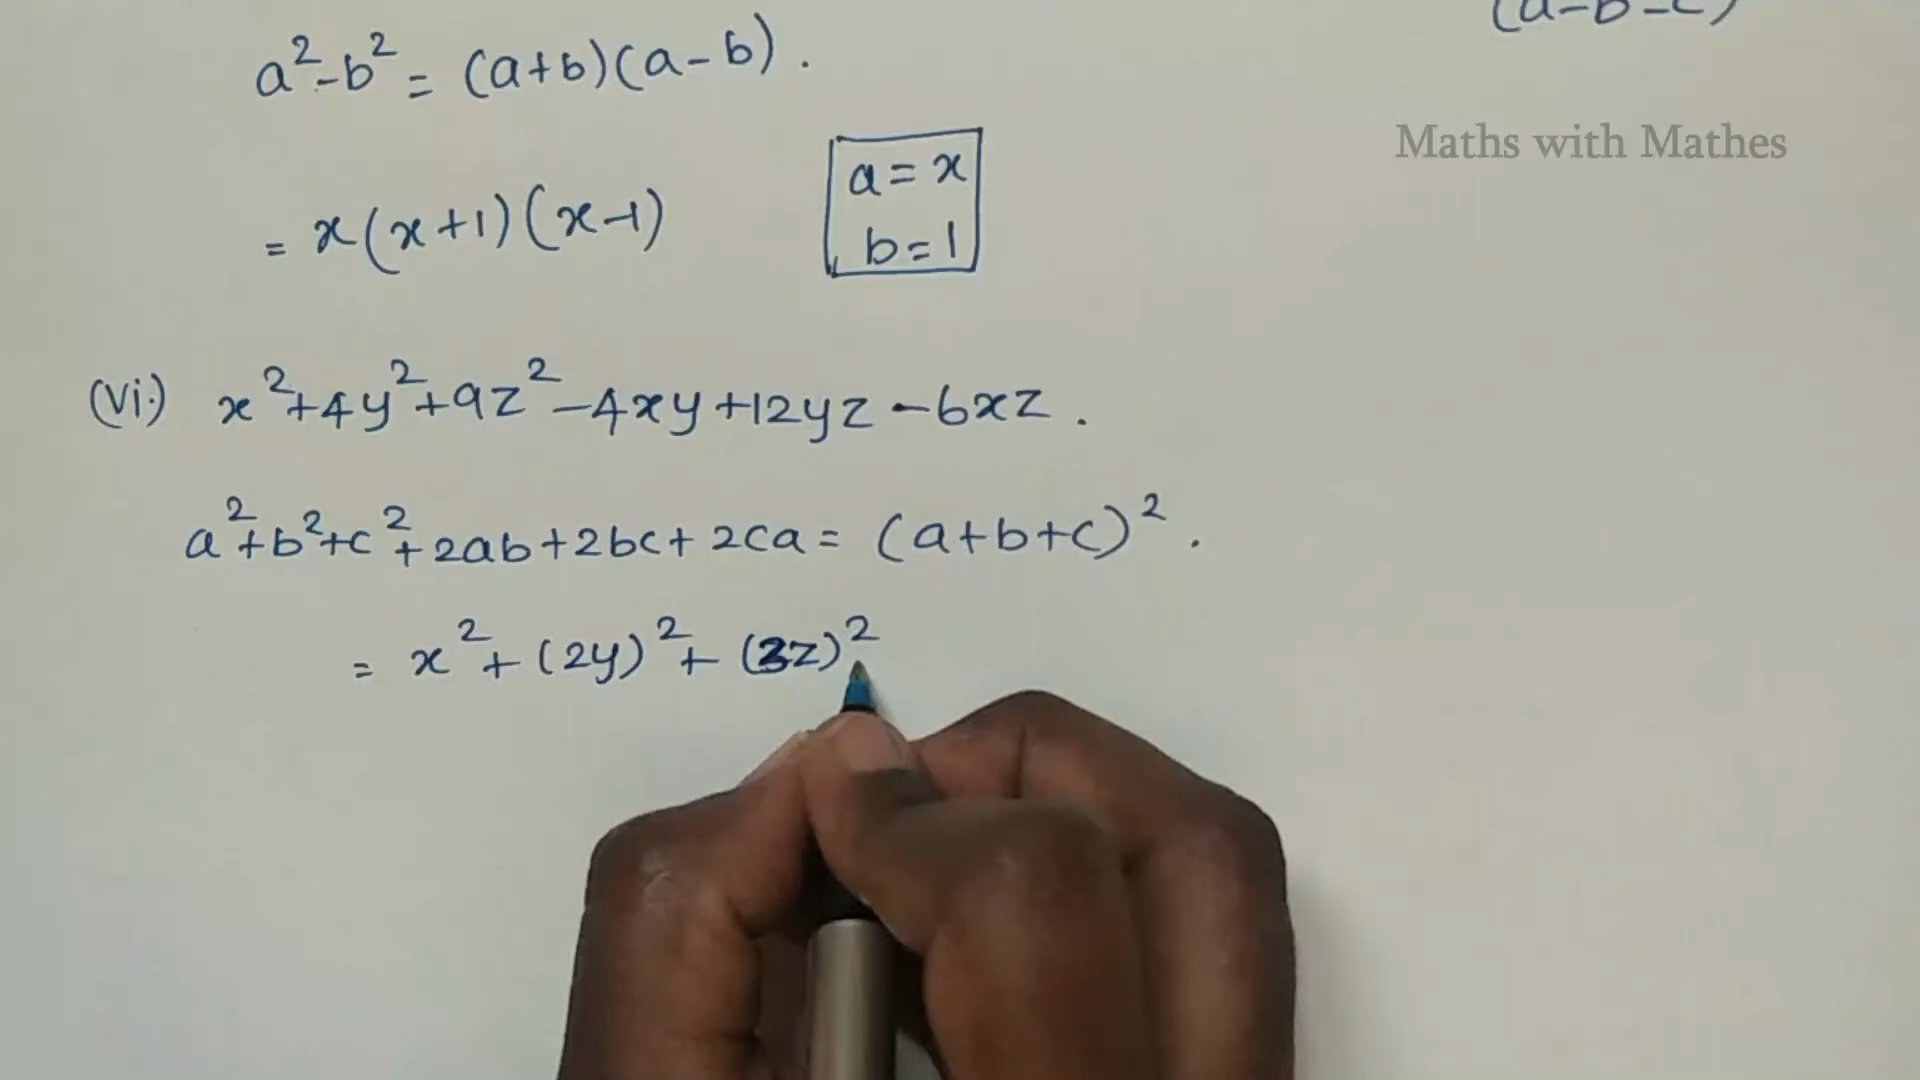 (a-b-c)
a²-b² = (a+b)(a-b).
Maths with Mathes
= x(x+1)(x-1)
a = x
b = 1
(vi.) x²+4y²+9z²-4xy+12yz-6xz.
a²+b²+c²+2ab+2bc+2ca = (a+b+c)².
= x²+(2y)²+(3z)²